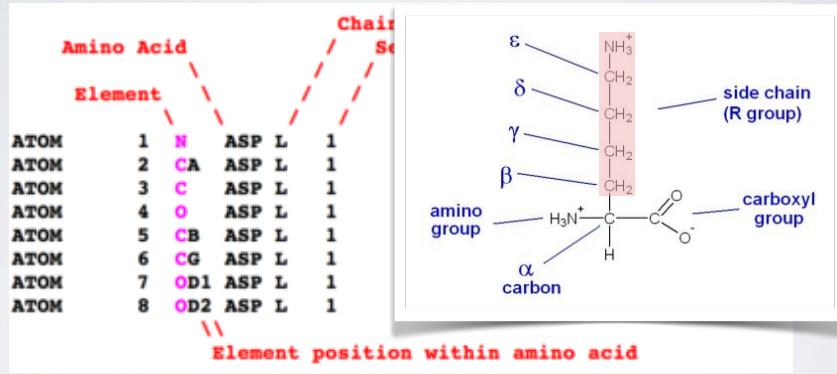 Chain
Amino Acid
Se
Element
ATOM 1 N ASP L 1
ATOM 2 CA ASP L 1
ATOM 3 C ASP L 1
ATOM 4 O ASP L 1
ATOM 5 CB ASP L 1
ATOM 6 CG ASP L 1
ATOM 7 OD1 ASP L 1
ATOM 8 OD2 ASP L 1
Element position within amino acid
NH₃⁺
ε
CH₂
δ
CH₂
side chain
(R group)
γ
CH₂
β
CH₂
amino
group
H₃N⁺
C
C
O
O⁻
carboxyl
group
H
α
carbon